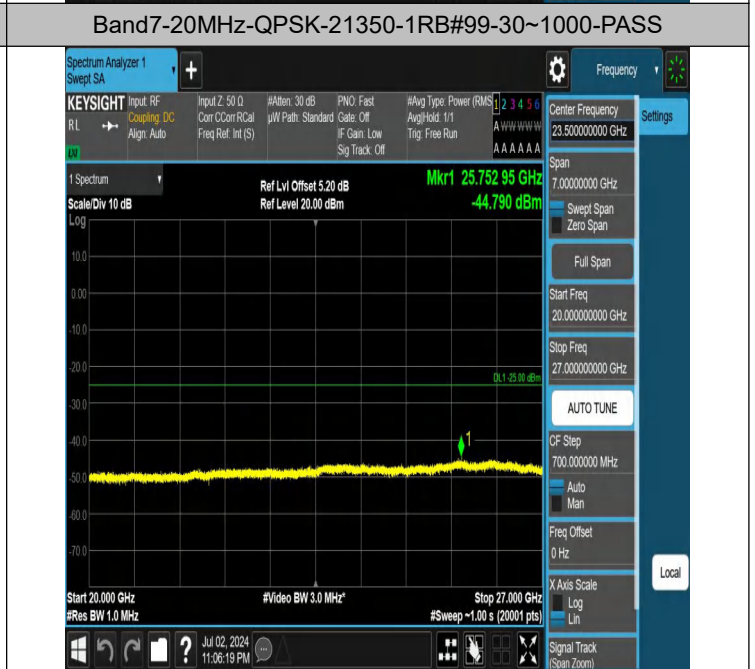 Band7-20MHz-QPSK-21350-1RB#99-30~1000-PASS
Spectrum Analyzer 1
Swept SA
+
Frequency
KEYSIGHT
RL
Input: RF
Coupling: DC
Align: Auto
Input Z: 50 Ω
Corr CCorr RCal
Freq Ref: Int (S)
#Atten: 30 dB
µW Path: Standard
PNO: Fast
Gate: Off
IF Gain: Low
Sig Track: Off
#Avg Type: Power (RMS
Avg|Hold: 1/1
Trig: Free Run
1 2 3 4 5 6
A W W W W W
A A A A A A
Center Frequency
23.500000000 GHz
Settings
Span
7.00000000 GHz
Swept Span
Zero Span
Full Span
Start Freq
20.000000000 GHz
Stop Freq
27.000000000 GHz
AUTO TUNE
CF Step
700.000000 MHz
Auto
Man
Freq Offset
0 Hz
X Axis Scale
Log
Lin
Local
Signal Track
(Span Zoom)
1 Spectrum
Scale/Div 10 dB
Log
Ref Lvl Offset 5.20 dB
Ref Level 20.00 dBm
Mkr1 25.752 95 GHz
-44.790 dBm
10.0
0.00
-10.0
-20.0
DL1 -25.00 dBm
-30.0
-40.0
1
-50.0
-60.0
-70.0
Start 20.000 GHz
#Res BW 1.0 MHz
#Video BW 3.0 MHz*
Stop 27.000 GHz
#Sweep ~1.00 s (20001 pts)
?
Jul 02, 2024
11:06:19 PM